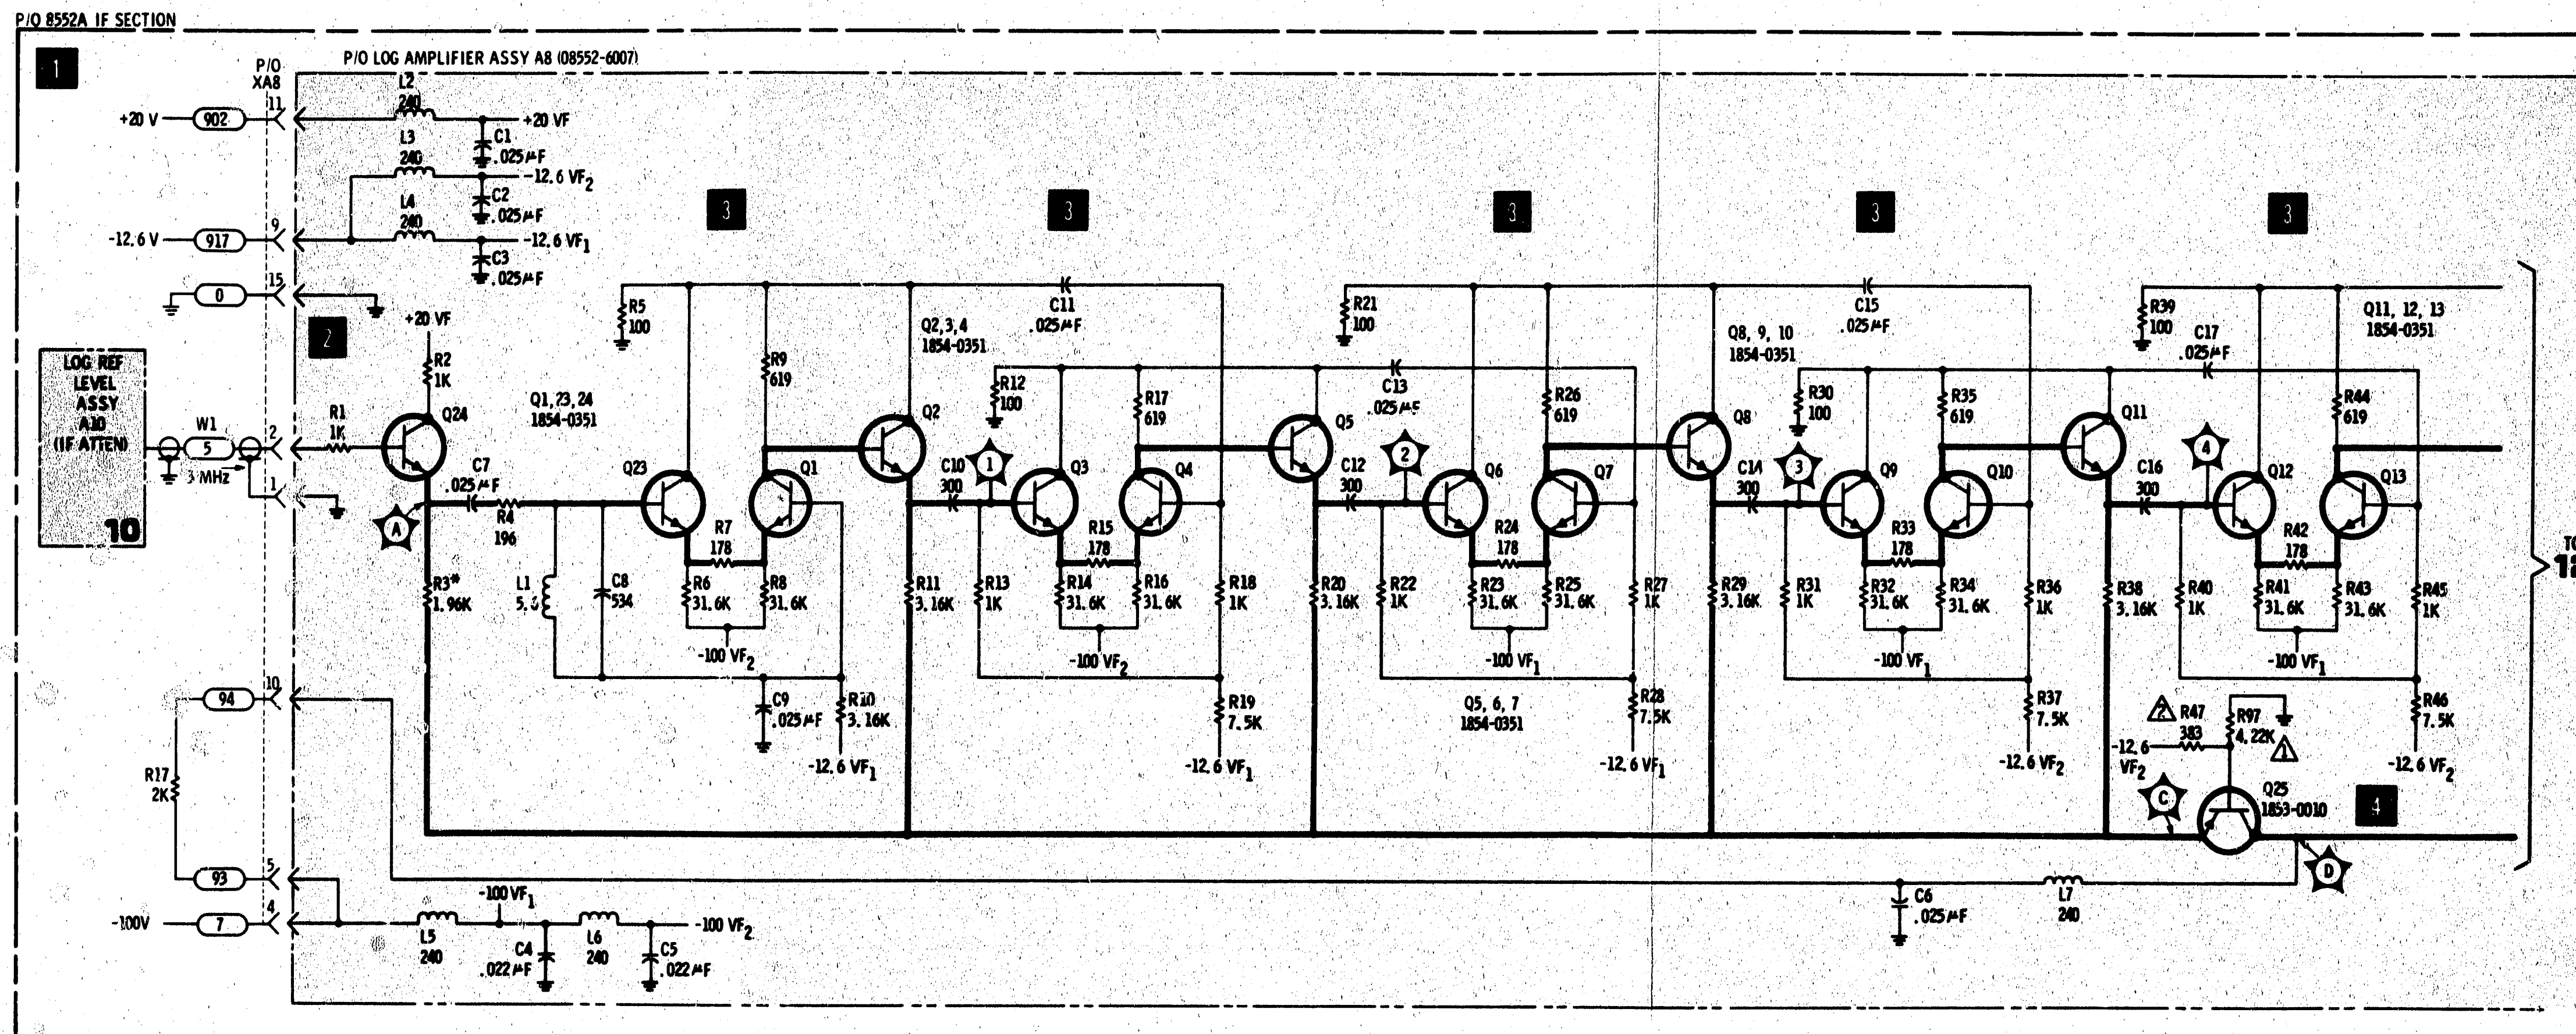 P/O 8552A IF SECTION
1
P/O XA8
P/O LOG AMPLIFIER ASSY A8 (08552-6007)
+20 V
902
11
L2
240
+20 VF
C1
.025µF
L3
240
-12.6 VF2
C2
.025µF
L4
240
-12.6 V
917
9
-12.6 VF1
C3
.025µF
0
15
2
+20 VF
R2
1K
LOG REF
LEVEL
ASSY
A10
(IF ATTEN)
10
W1
5
3 MHz
2
1
R1
1K
Q24
Q1,23,24
1854-0351
C7
.025µF
R4
196
A
R3*
1.96K
L1
C8
534
3
R5
100
R9
619
Q23
Q1
R7
178
R6
31.6K
R8
31.6K
-100 VF2
C9
.025µF
R10
3.16K
-12.6 VF1
Q2,3,4
1854-0351
Q2
R11
3.16K
3
C11
.025µF
R12
100
R17
619
C10
300
1
Q3
Q4
R15
178
R13
1K
R14
31.6K
R16
31.6K
R18
1K
-100 VF2
R19
7.5K
-12.6 VF1
C13
.025µF
Q5
R20
3.16K
3
R21
100
R26
619
C12
300
2
Q6
Q7
R24
178
R22
1K
R23
31.6K
R25
31.6K
R27
1K
-100 VF1
Q5, 6, 7
1854-0351
R28
7.5K
-12.6 VF1
Q8, 9, 10
1854-0351
Q8
R29
3.16K
3
C15
.025µF
R30
100
R35
619
C14
300
3
Q9
Q10
R33
178
R31
1K
R32
31.6K
R34
31.6K
R36
1K
-100 VF1
R37
7.5K
-12.6 VF2
Q11
R38
3.16K
3
R39
100
C17
.025µF
Q11, 12, 13
1854-0351
R44
619
C16
300
4
Q12
Q13
R42
178
R40
1K
R41
31.6K
R43
31.6K
R45
1K
-100 VF1
R46
7.5K
-12.6 VF2
R47
383
R97
4.22K
1
-12.6
VF2
C
Q25
1853-0010
4
D
94
10
R17
2K
93
5
-100V
7
4
L5
240
-100 VF1
C4
.022µF
L6
240
C5
.022µF
-100 VF2
C6
.025µF
L7
240